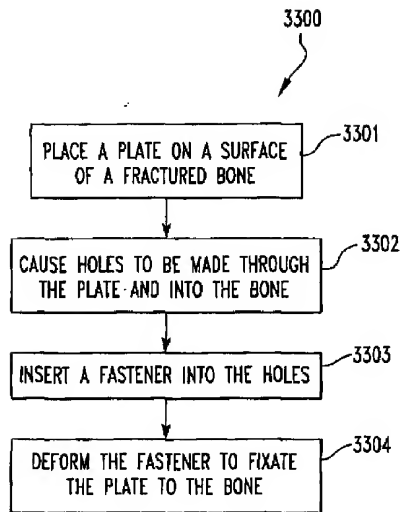 3300
PLACE A PLATE ON A SURFACE
OF A FRACTURED BONE
3301
CAUSE HOLES TO BE MADE THROUGH
THE PLATE AND INTO THE BONE
3302
INSERT A FASTENER INTO THE HOLES
3303
DEFORM THE FASTENER TO FIXATE
THE PLATE TO THE BONE
3304